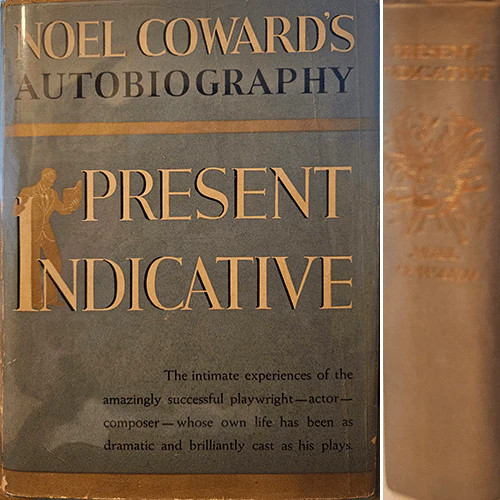 NOEL COWARD'S
AUTOBIOGRAPHY
PRESENT
INDICATIVE
The intimate experiences of the
amazingly successful playwright—actor—
composer—whose own life has been as
dramatic and brilliantly cast as his plays.
PRESENT
INDICATIVE
NOEL
COWARD